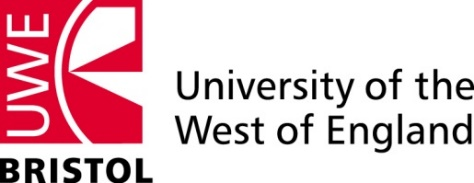 UWE
BRISTOL
University of the
West of England